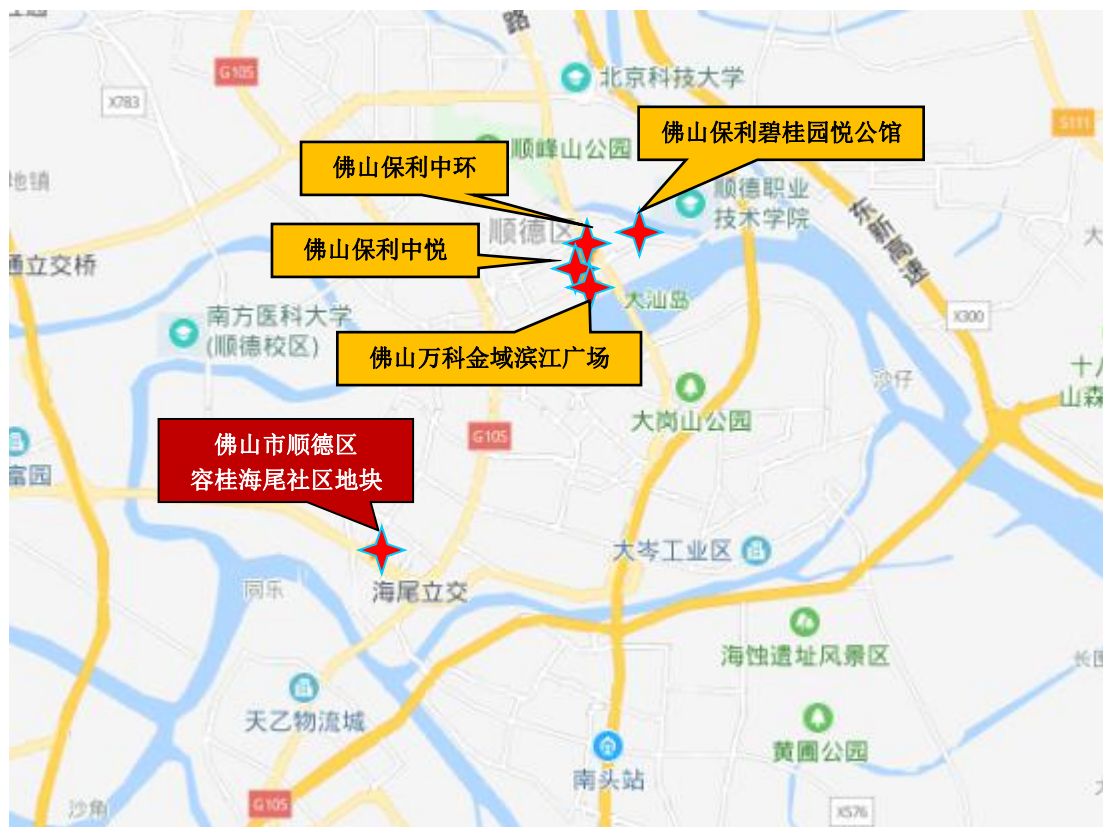 路
G105
北京科技大学
X783
S111
佛山保利碧桂园悦公馆
顺峰山公园
佛山保利中环
地镇
顺德职业
技术学院
东新高速
顺德区
大
佛山保利中悦
通立交桥
大汕岛
南方医科大学
(顺德校区)
X300
佛山万科金域滨江广场
十八
山森
沙仔
大岗山公园
G105
佛山市顺德区
容桂海尾社区地块
富园
大岑工业区
同乐
海尾立交
海蚀遗址风景区
天乙物流城
黄圃公园
南头站
沙角
G105
X576